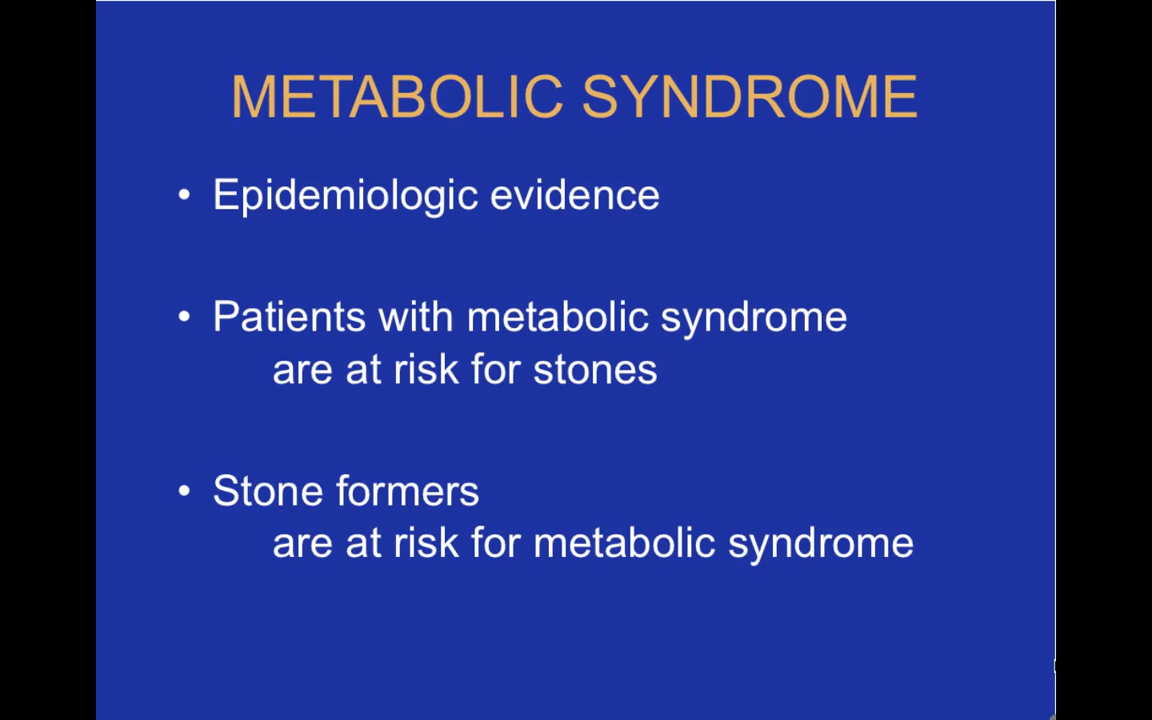 METABOLIC SYNDROME
• Epidemiologic evidence
• Patients with metabolic syndrome
are at risk for stones
• Stone formers
are at risk for metabolic syndrome